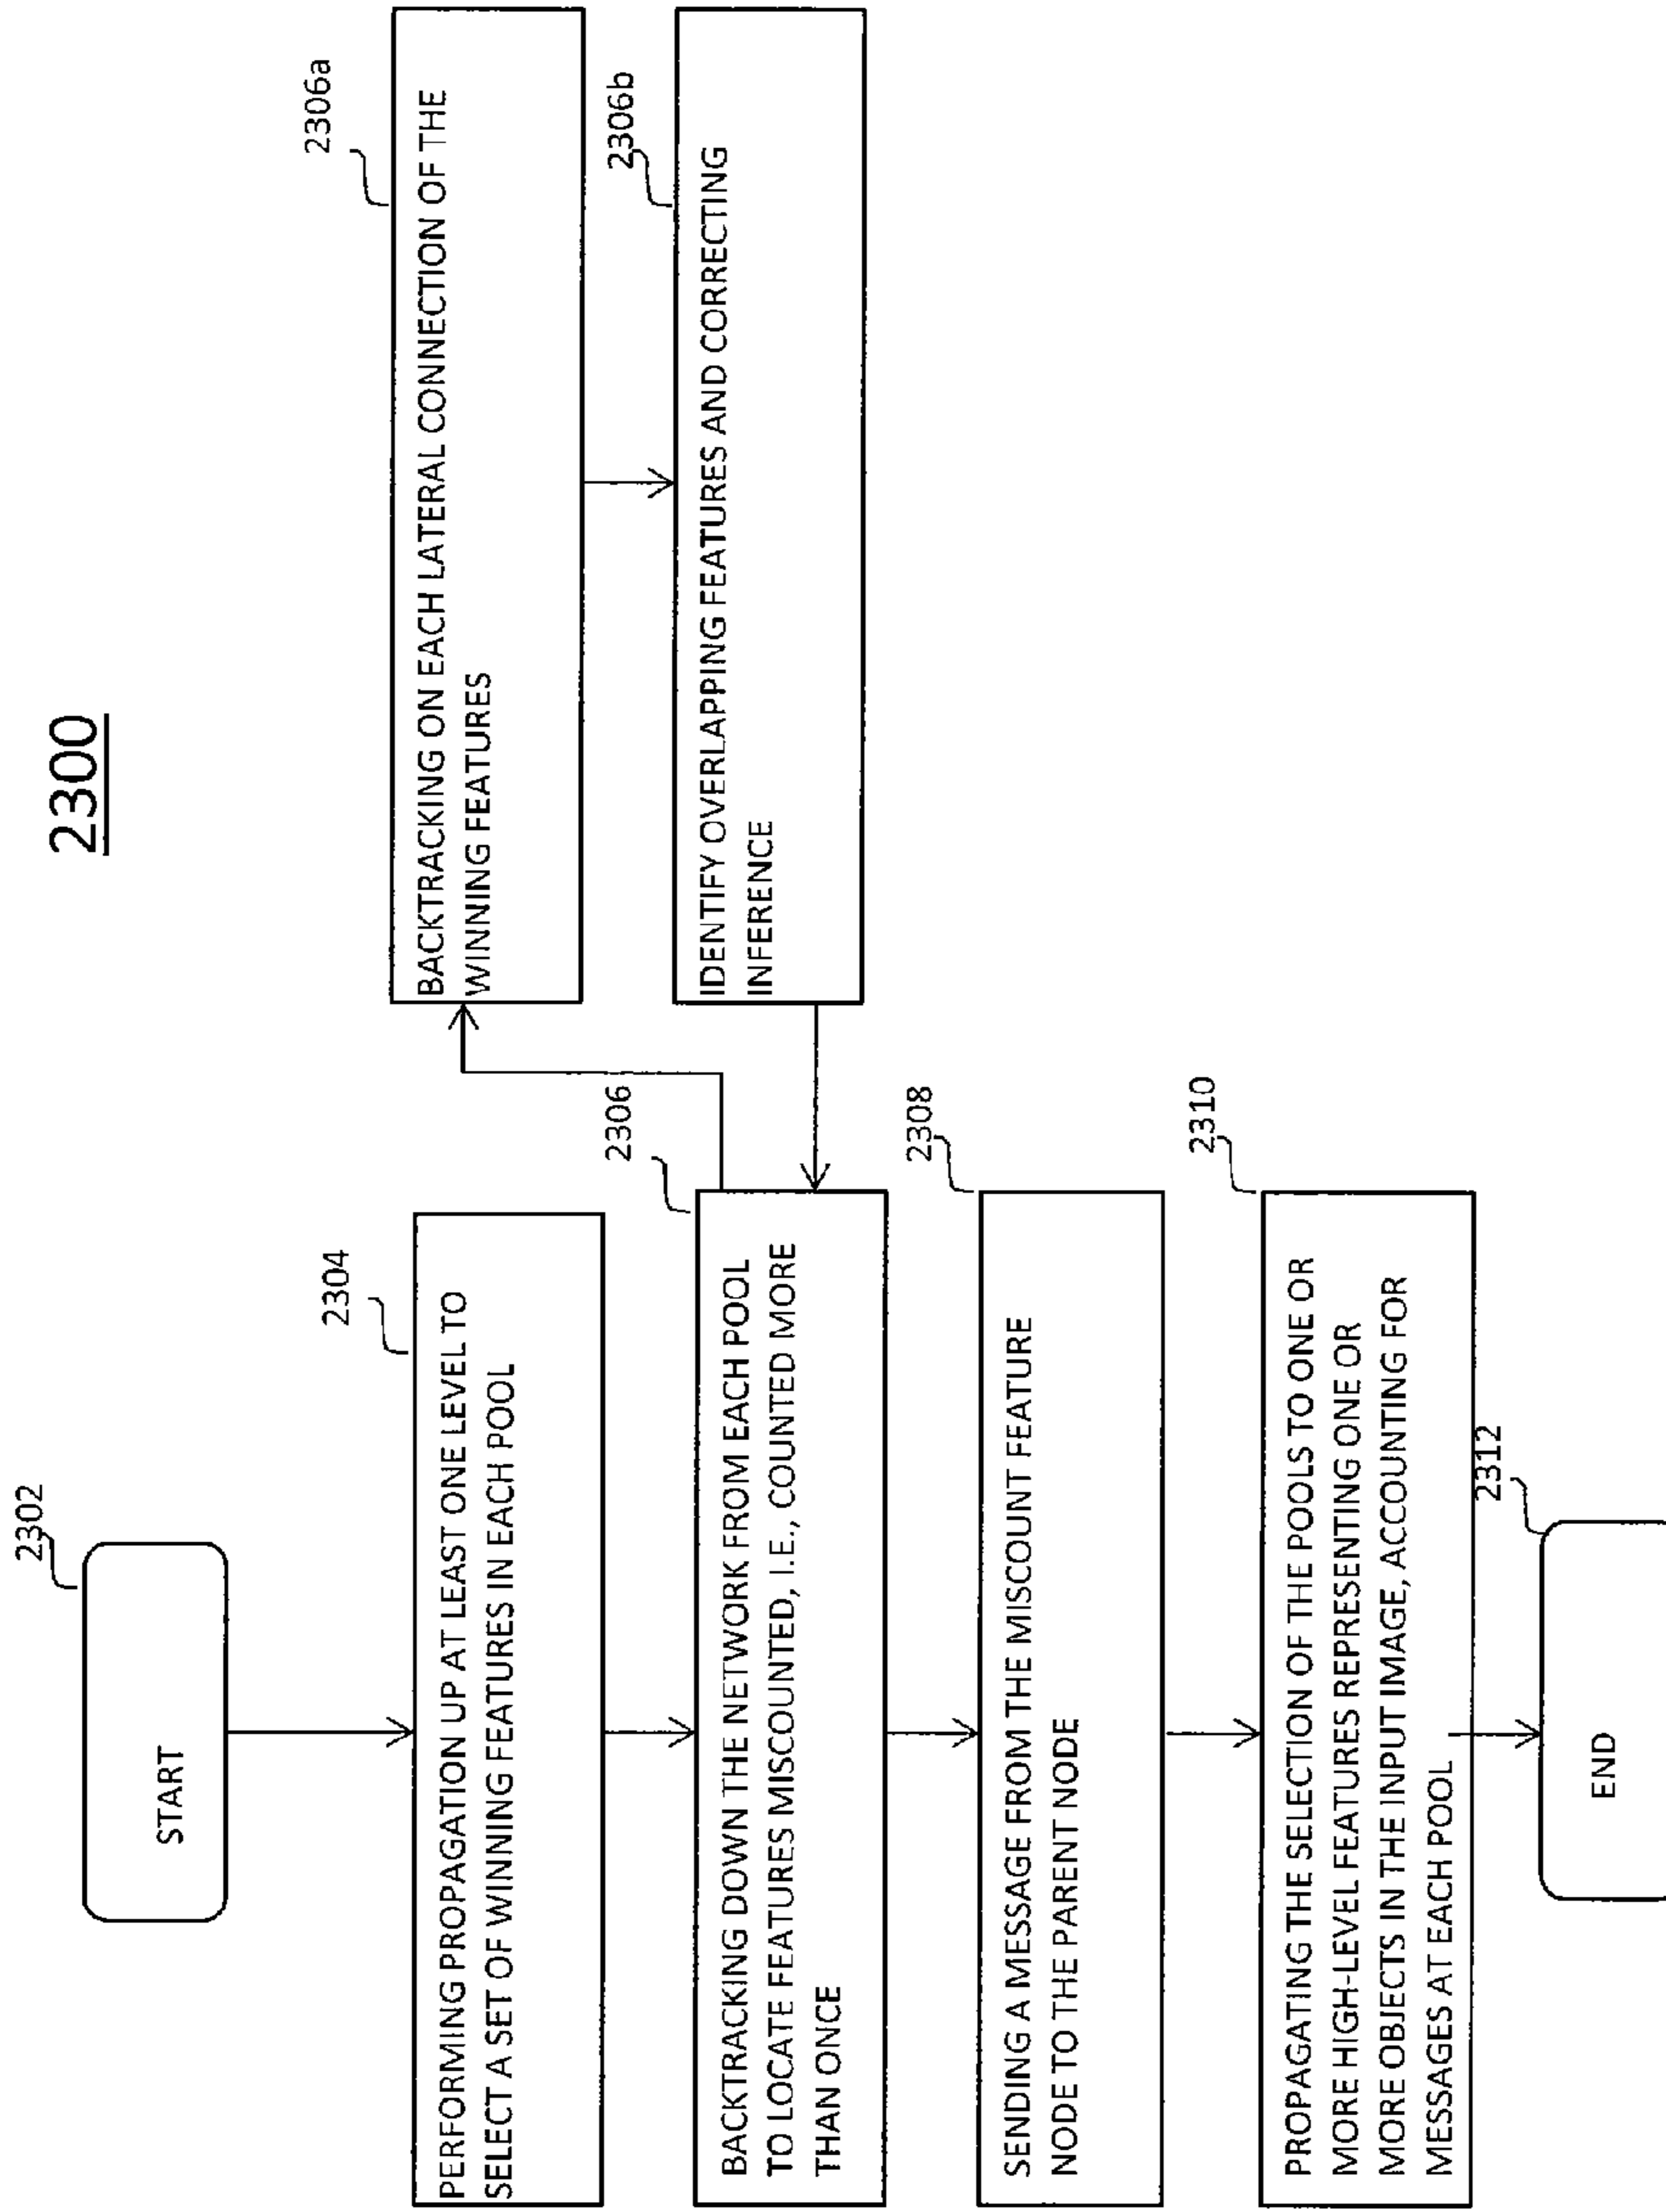 2300
2302
START
2304
PERFORMING PROPAGATION UP AT LEAST ONE LEVEL TO
SELECT A SET OF WINNING FEATURES IN EACH POOL
2306
BACKTRACKING DOWN THE NETWORK FROM EACH POOL
TO LOCATE FEATURES MISCOUNTED, I.E., COUNTED MORE
THAN ONCE
2306a
BACKTRACKING ON EACH LATERAL CONNECTION OF THE
WINNING FEATURES
2306b
IDENTIFY OVERLAPPING FEATURES AND CORRECTING
INFERENCE
2308
SENDING A MESSAGE FROM THE MISCOUNT FEATURE
NODE TO THE PARENT NODE
2310
PROPAGATING THE SELECTION OF THE POOLS TO ONE OR
MORE HIGH-LEVEL FEATURES REPRESENTING ONE OR
MORE OBJECTS IN THE INPUT IMAGE, ACCOUNTING FOR
MESSAGES AT EACH POOL
2312
END